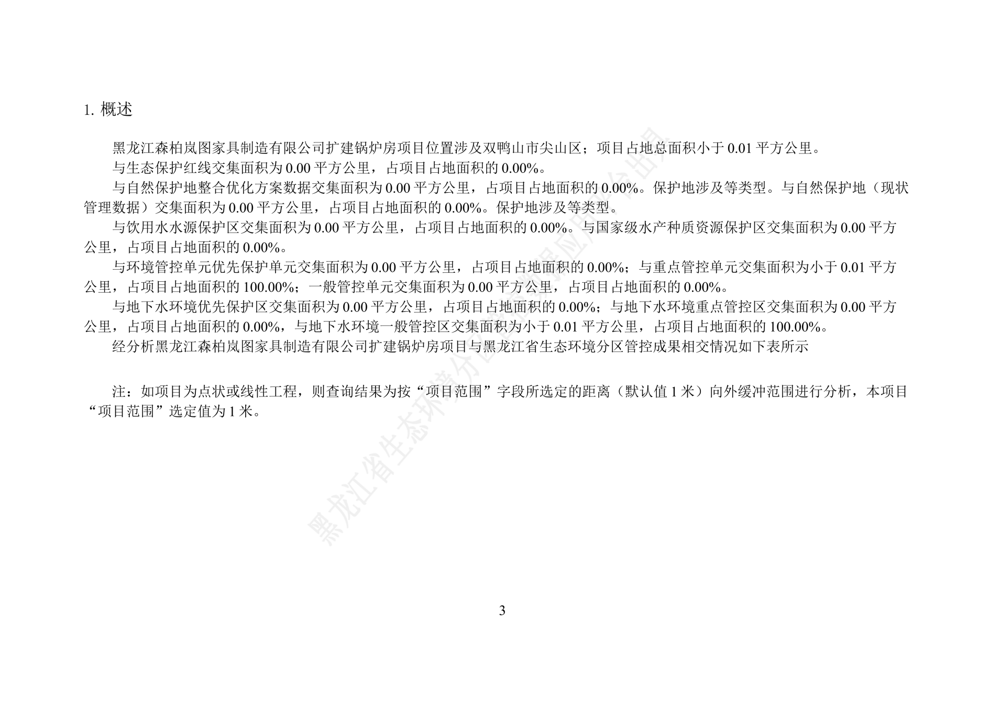 1. 概述
黑龙江森柏岚图家具制造有限公司扩建锅炉房项目位置涉及双鸭山市尖山区；项目占地总面积小于 0.01 平方公里。
与生态保护红线交集面积为 0.00 平方公里，占项目占地面积的 0.00%。
与自然保护地整合优化方案数据交集面积为 0.00 平方公里，占项目占地面积的 0.00%。保护地涉及等类型。与自然保护地（现状
管理数据）交集面积为 0.00 平方公里，占项目占地面积的 0.00%。保护地涉及等类型。
与饮用水水源保护区交集面积为 0.00 平方公里，占项目占地面积的 0.00%。与国家级水产种质资源保护区交集面积为 0.00 平方
公里，占项目占地面积的 0.00%。
与环境管控单元优先保护单元交集面积为 0.00 平方公里，占项目占地面积的 0.00%；与重点管控单元交集面积为小于 0.01 平方
公里，占项目占地面积的 100.00%；一般管控单元交集面积为 0.00 平方公里，占项目占地面积的 0.00%。
与地下水环境优先保护区交集面积为 0.00 平方公里，占项目占地面积的 0.00%；与地下水环境重点管控区交集面积为 0.00 平方
公里，占项目占地面积的 0.00%，与地下水环境一般管控区交集面积为小于 0.01 平方公里，占项目占地面积的 100.00%。
经分析黑龙江森柏岚图家具制造有限公司扩建锅炉房项目与黑龙江省生态环境分区管控成果相交情况如下表所示
注：如项目为点状或线性工程，则查询结果为按“项目范围”字段所选定的距离（默认值 1 米）向外缓冲范围进行分析，本项目
“项目范围”选定值为 1 米。
黑龙江省生态环境分区管控数据应用平台出具
3